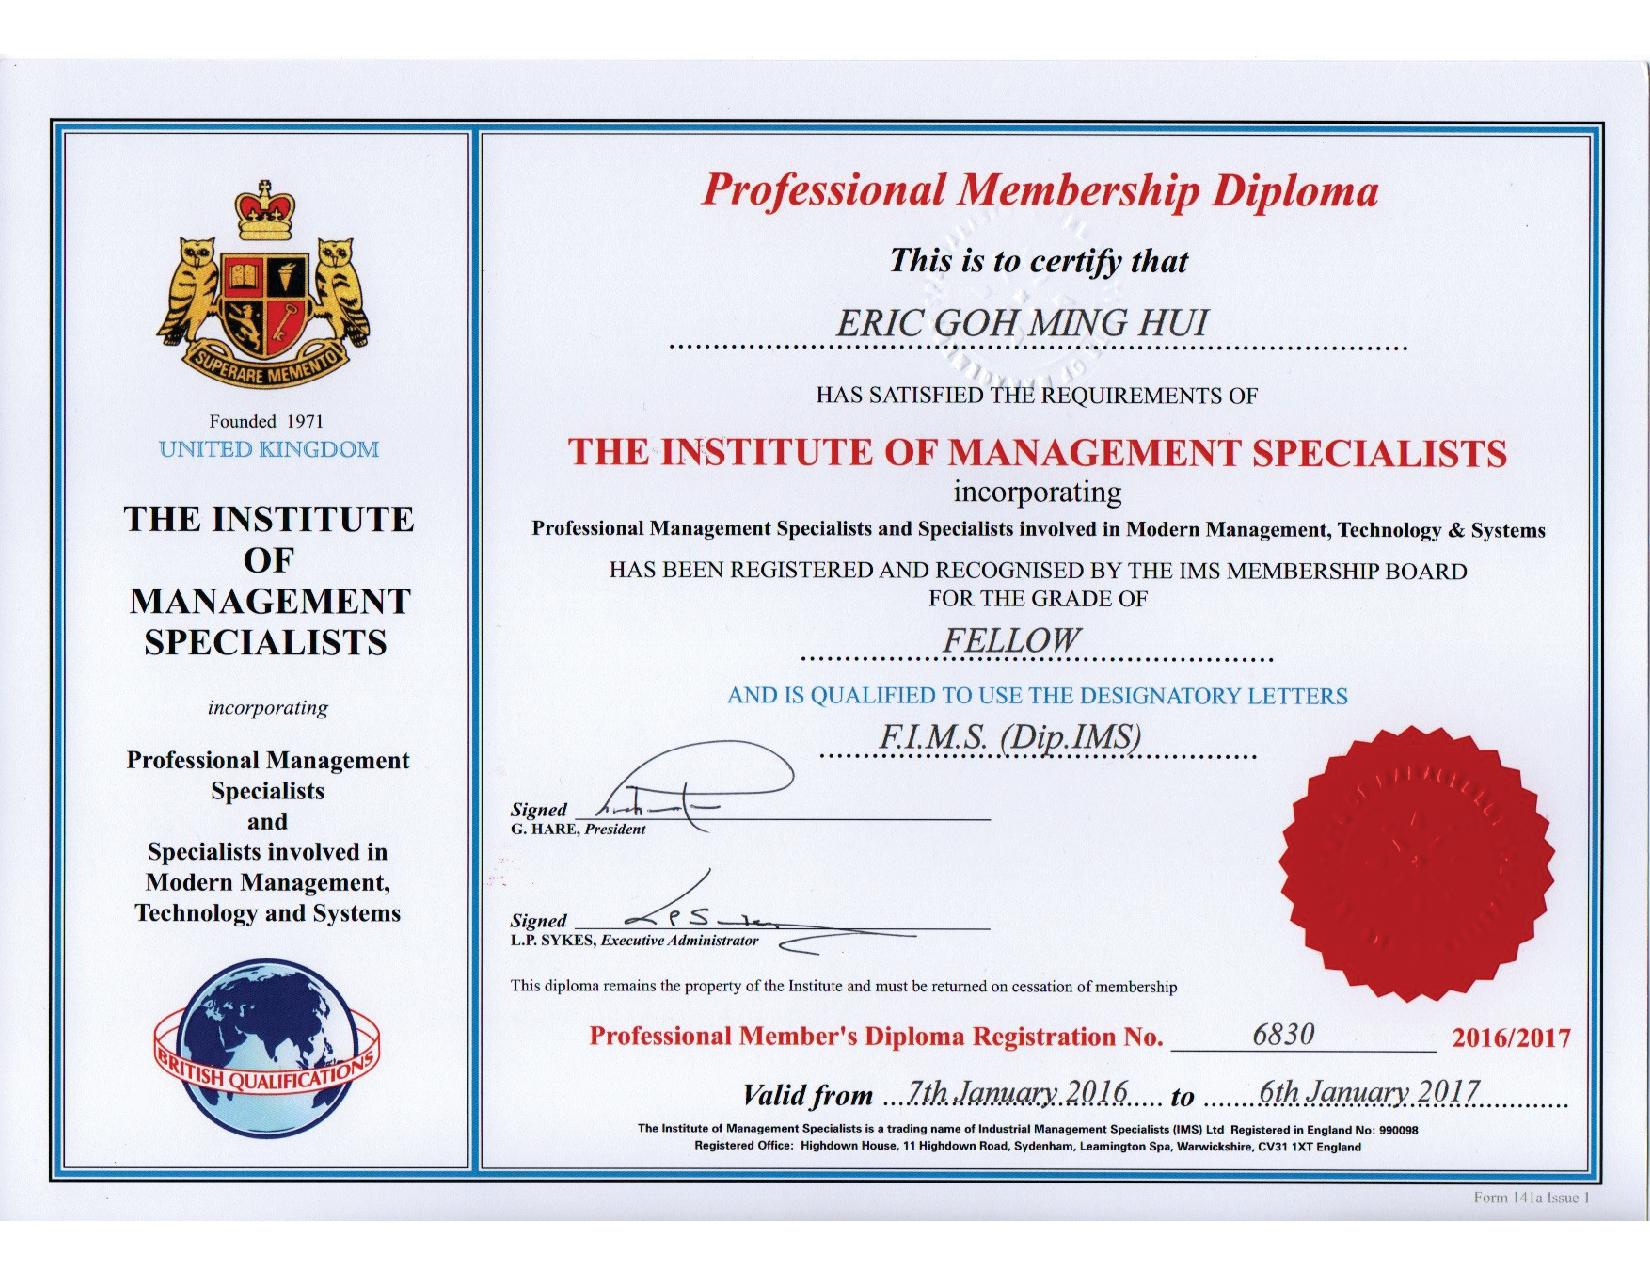 SUPERARE MEMENTO
Founded 1971
UNITED KINGDOM
THE INSTITUTE
OF
MANAGEMENT
SPECIALISTS
incorporating
Professional Management
Specialists
and
Specialists involved in
Modern Management,
Technology and Systems
BRITISH QUALIFICATIONS
Professional Membership Diploma
This is to certify that
ERIC GOH MING HUI
HAS SATISFIED THE REQUIREMENTS OF
THE INSTITUTE OF MANAGEMENT SPECIALISTS
incorporating
Professional Management Specialists and Specialists involved in Modern Management, Technology & Systems
HAS BEEN REGISTERED AND RECOGNISED BY THE IMS MEMBERSHIP BOARD
FOR THE GRADE OF
FELLOW
AND IS QUALIFIED TO USE THE DESIGNATORY LETTERS
F.I.M.S. (Dip.IMS)
Signed
G. HARE, President
Signed
L.P. SYKES, Executive Administrator
This diploma remains the property of the Institute and must be returned on cessation of membership
Professional Member's Diploma Registration No. 6830 2016/2017
Valid from 7th January 2016 to 6th January 2017
The Institute of Management Specialists is a trading name of Industrial Management Specialists (IMS) Ltd Registered in England No: 990098
Registered Office: Highdown House, 11 Highdown Road, Sydenham, Leamington Spa, Warwickshire, CV31 1XT England
Form 14 a Issue 1